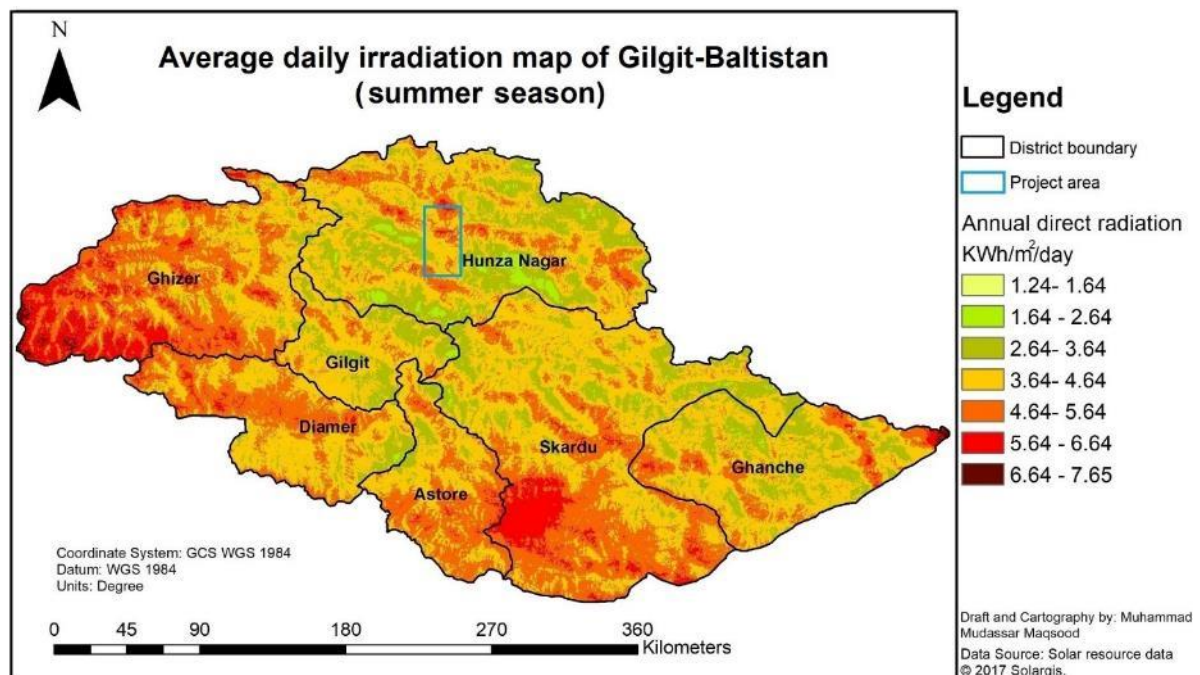 N
Average daily irradiation map of Gilgit-Baltistan
(summer season)
Ghizer
Hunza Nagar
Gilgit
Diamer
Skardu
Ghanche
Astore
Coordinate System: GCS WGS 1984
Datum: WGS 1984
Units: Degree
0 45 90 180 270 360
Kilometers
Legend
District boundary
Project area
Annual direct radiation
KWh/m²/day
1.24- 1.64
1.64 - 2.64
2.64- 3.64
3.64- 4.64
4.64- 5.64
5.64 - 6.64
6.64 - 7.65
Draft and Cartography by: Muhammad
Mudassar Maqsood
Data Source: Solar resource data
© 2017 Solargis.